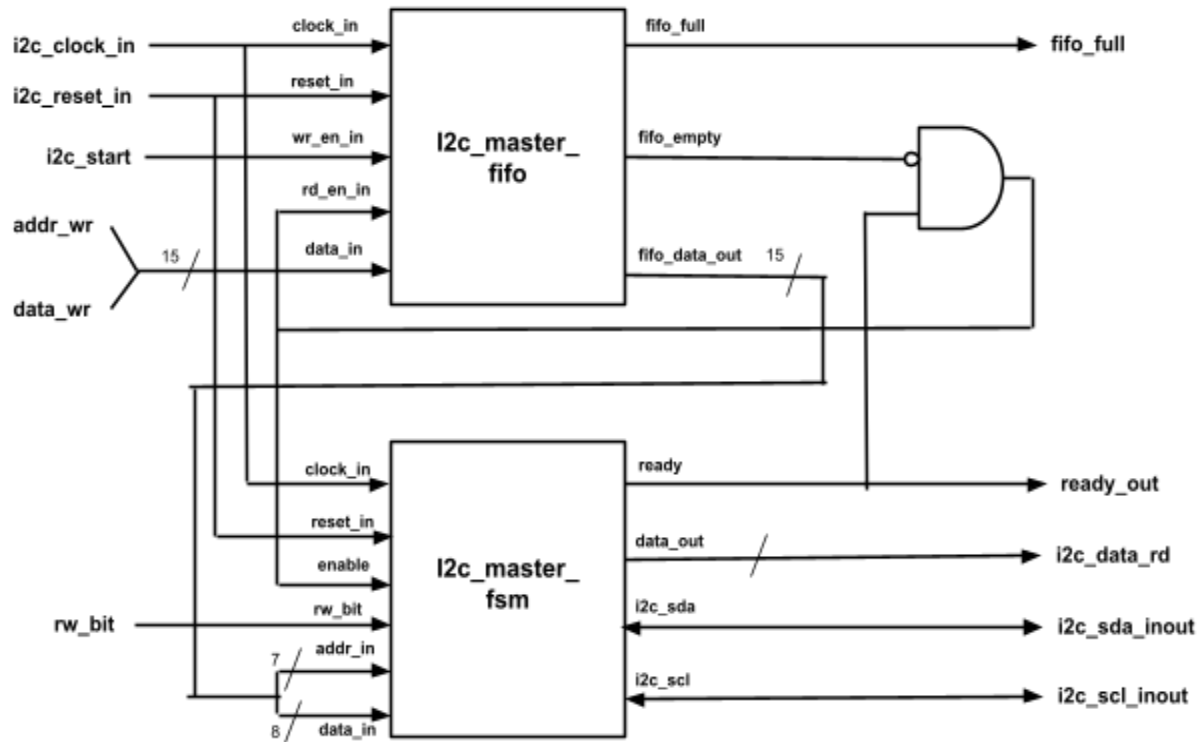 i2c_clock_in
clock_in
fifo_full
fifo_full
i2c_reset_in
reset_in
I2c_master_
fifo
i2c_start
wr_en_in
fifo_empty
rd_en_in
addr_wr
15
data_in
fifo_data_out
15
data_wr
clock_in
ready
ready_out
reset_in
data_out
i2c_data_rd
enable
I2c_master_
fsm
rw_bit
rw_bit
i2c_sda
i2c_sda_inout
7
addr_in
i2c_scl
i2c_scl_inout
8
data_in